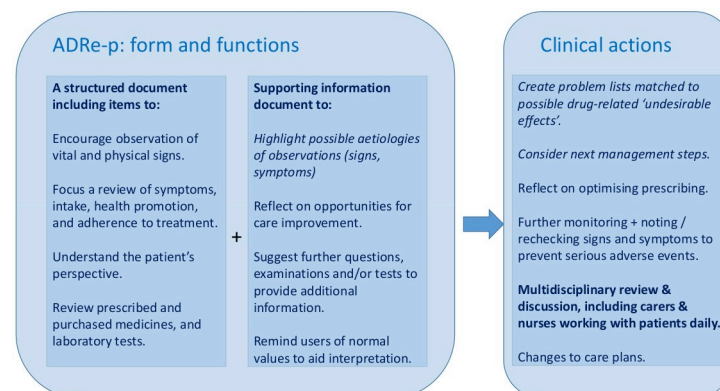 ADRe-p: form and functions
A structured document
including items to:
Encourage observation of
vital and physical signs.
Focus a review of symptoms,
intake, health promotion,
and adherence to treatment.
Understand the patient's
perspective.
Review prescribed and
purchased medicines, and
laboratory tests.
+
Supporting information
document to:
Highlight possible aetiologies
of observations (signs,
symptoms)
Reflect on opportunities for
care improvement.
Suggest further questions,
examinations and/or tests to
provide additional
information.
Remind users of normal
values to aid interpretation.
Clinical actions
Create problem lists matched to
possible drug-related ‘undesirable
effects’.
Consider next management steps.
Reflect on optimising prescribing.
Further monitoring + noting /
rechecking signs and symptoms to
prevent serious adverse events.
Multidisciplinary review &
discussion, including carers &
nurses working with patients daily.
Changes to care plans.